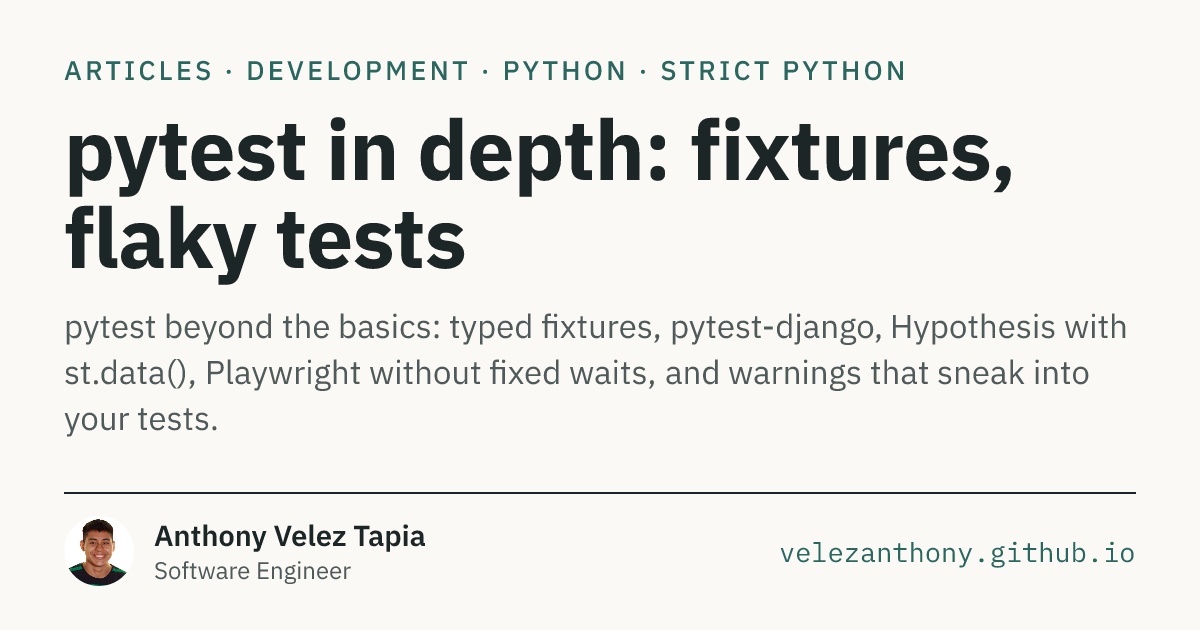 ARTICLES · DEVELOPMENT · PYTHON · STRICT PYTHON
pytest in depth: fixtures,
flaky tests
pytest beyond the basics: typed fixtures, pytest-django, Hypothesis with
st.data(), Playwright without fixed waits, and warnings that sneak into
your tests.
Anthony Velez Tapia
Software Engineer
velezanthony.github.io